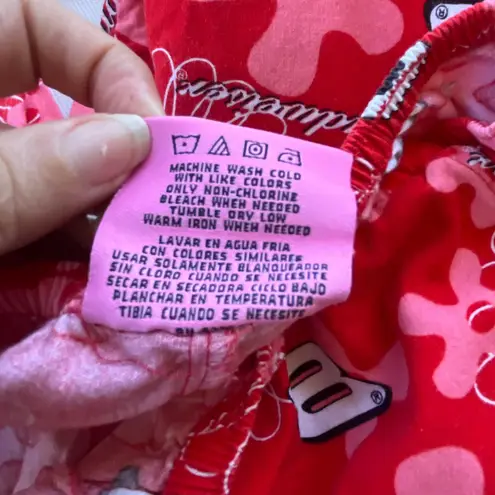 Budweiser
®
MACHINE WASH COLD
WITH LIKE COLORS
ONLY NON-CHLORINE
BLEACH WHEN NEEDED
TUMBLE DRY LOW
WARM IRON WHEN NEEDED
LAVAR EN AGUA FRIA
CON COLORES SIMILARES
USAR SOLAMENTE BLANQUEADOR
SIN CLORO CUANDO SE NECESITE
SECAR EN SECADORA CICLO BAJO
PLANCHAR EN TEMPERATURA
TIBIA CUANDO SE NECESITE
®
®